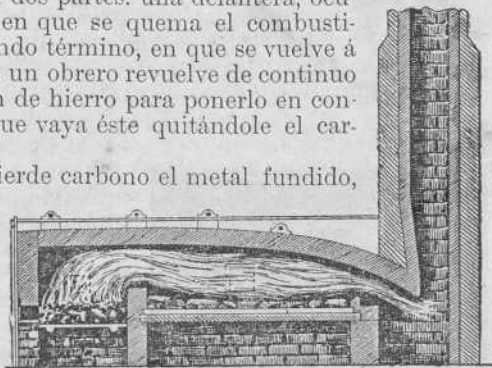 dos partes: una delantera, ocu-
en que se quema el combusti-
ndo término, en que se vuelve á
un obrero revuelve de continuo
de hierro para ponerlo en con-
ue vaya éste quitándole el car-
ierde carbono el metal fundido,